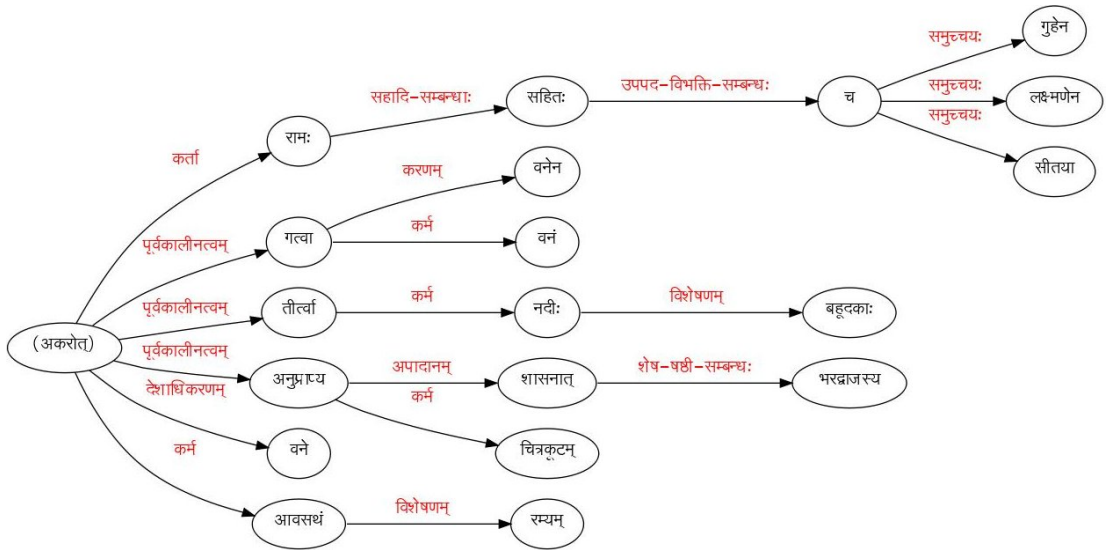 गुहेन
समुच्चयः
सहादि-सम्बन्धाः सहितः उपपद-विभक्ति-सम्बन्धः च समुच्चयः लक्ष्मणेन
समुच्चयः
रामः
कर्ता करणम् वनेन सीतया
पूर्वकालीनत्वम् गत्वा कर्म वनं
पूर्वकालीनत्वम् तीर्त्वा कर्म नदीः विशेषणम् बहूदकाः
(अकरोत्) पूर्वकालीनत्वम् अनुप्राप्य अपादानम् शासनात् शेष-षष्ठी-सम्बन्धः भरद्वाजस्य
देशाधिकरणम् कर्म
कर्म वने चित्रकूटम्
आवसथं विशेषणम् रम्यम्